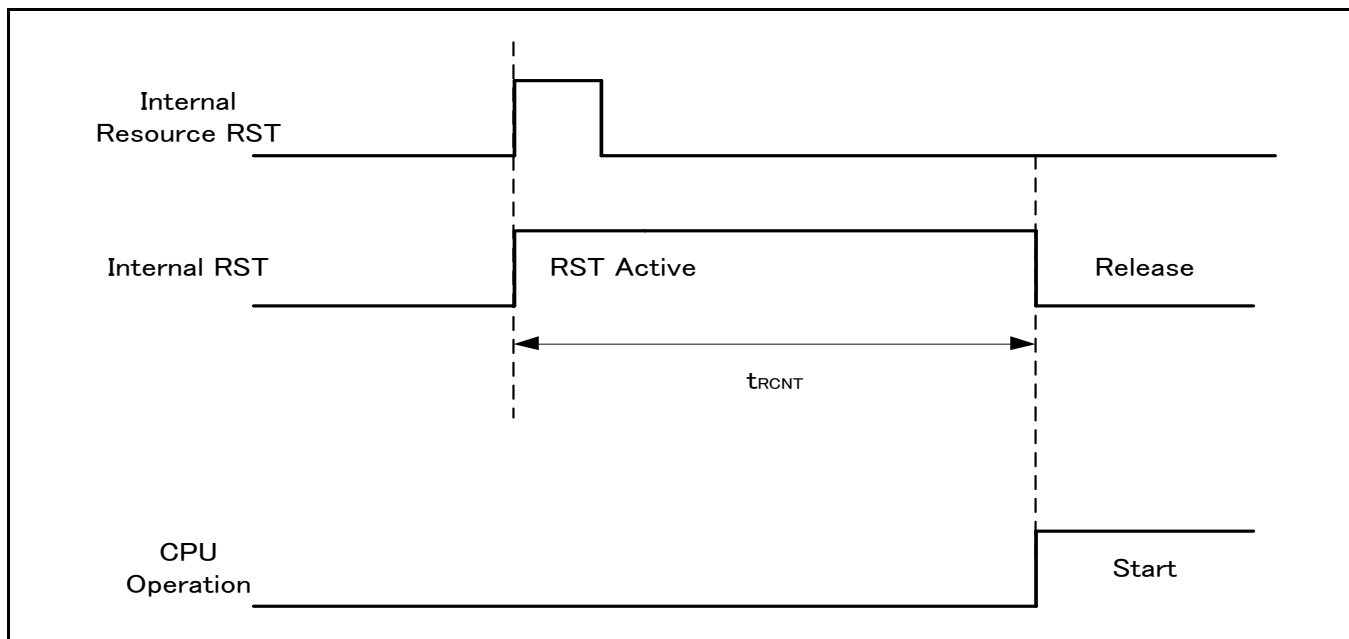 Internal
Resource RST
Internal RST
RST Active
Release
tRCNT
CPU
Operation
Start